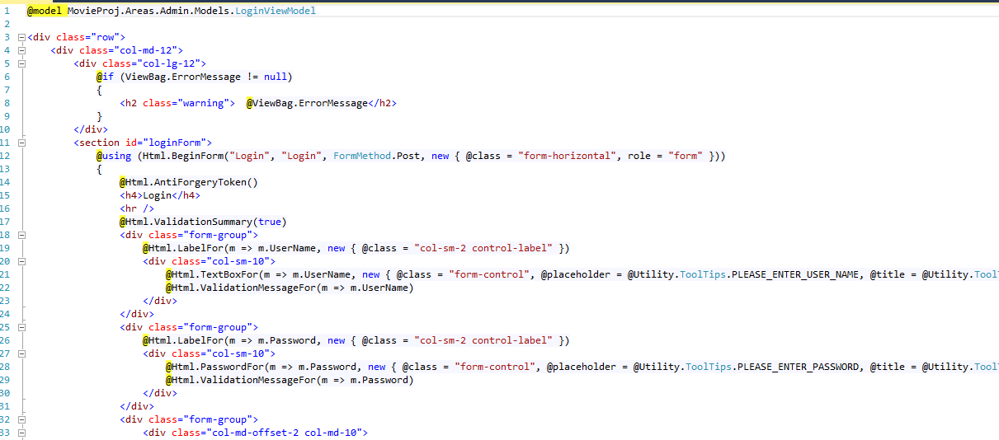 1 @model MovieProj.Areas.Admin.Models.LoginViewModel
2
3 <div class="row">
4 <div class="col-md-12">
5 <div class="col-lg-12">
6 @if (ViewBag.ErrorMessage != null)
7 {
8 <h2 class="warning"> @ViewBag.ErrorMessage</h2>
9 }
10 </div>
11 <section id="loginForm">
12 @using (Html.BeginForm("Login", "Login", FormMethod.Post, new { @class = "form-horizontal", role = "form" }))
13 {
14 @Html.AntiForgeryToken()
15 <h4>Login</h4>
16 <hr />
17 @Html.ValidationSummary(true)
18 <div class="form-group">
19 @Html.LabelFor(m => m.UserName, new { @class = "col-sm-2 control-label" })
20 <div class="col-sm-10">
21 @Html.TextBoxFor(m => m.UserName, new { @class = "form-control", @placeholder = @Utility.ToolTips.PLEASE_ENTER_USER_NAME, @title = @Utility.ToolT
22 @Html.ValidationMessageFor(m => m.UserName)
23 </div>
24 </div>
25 <div class="form-group">
26 @Html.LabelFor(m => m.Password, new { @class = "col-sm-2 control-label" })
27 <div class="col-sm-10">
28 @Html.PasswordFor(m => m.Password, new { @class = "form-control", @placeholder = @Utility.ToolTips.PLEASE_ENTER_PASSWORD, @title = @Utility.ToolT
29 @Html.ValidationMessageFor(m => m.Password)
30 </div>
31 </div>
32 <div class="form-group">
33 <div class="col-md-offset-2 col-md-10">